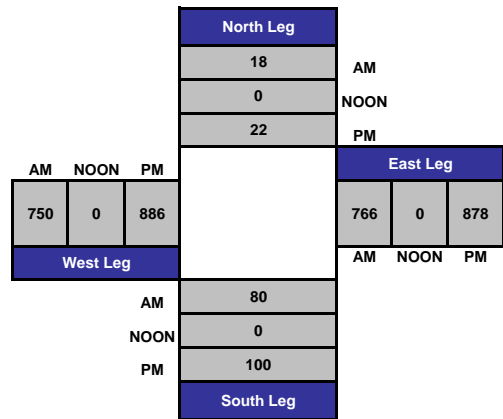 North Leg
18 AM
0 NOON
22 PM
East Leg
AM NOON PM
750 0 886
766 0 878
West Leg
AM NOON PM
AM 80
NOON 0
PM 100
South Leg